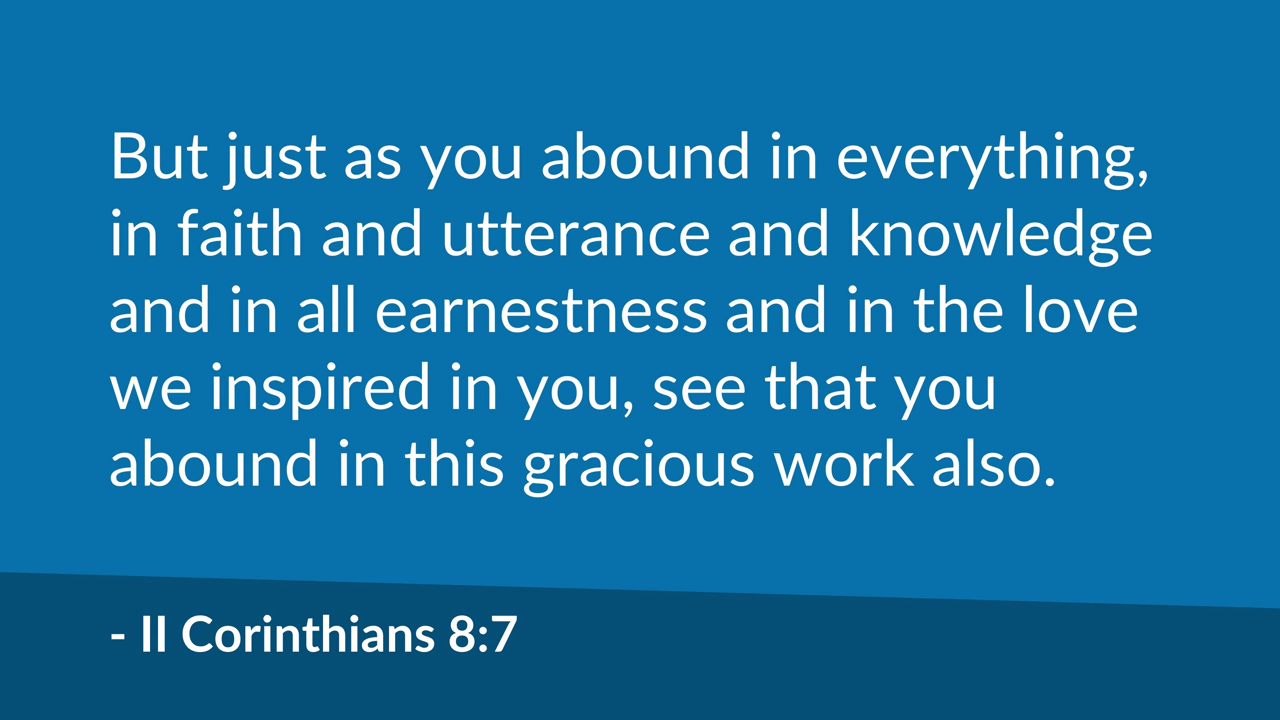 But just as you abound in everything,
in faith and utterance and knowledge
and in all earnestness and in the love
we inspired in you, see that you
abound in this gracious work also.
- II Corinthians 8:7